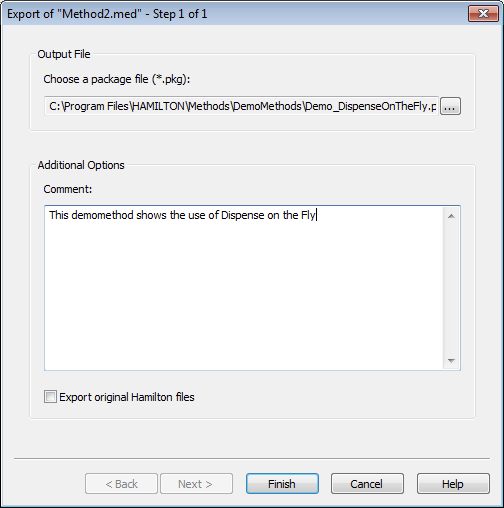 Export of "Method2.med" - Step 1 of 1
Output File
Choose a package file (*.pkg):
C:\Program Files\HAMILTON\Methods\DemoMethods\Demo_DispenseOnTheFly.p
...
Additional Options
Comment:
This demomethod shows the use of Dispense on the Fly
Export original Hamilton files
< Back Next > Finish Cancel Help